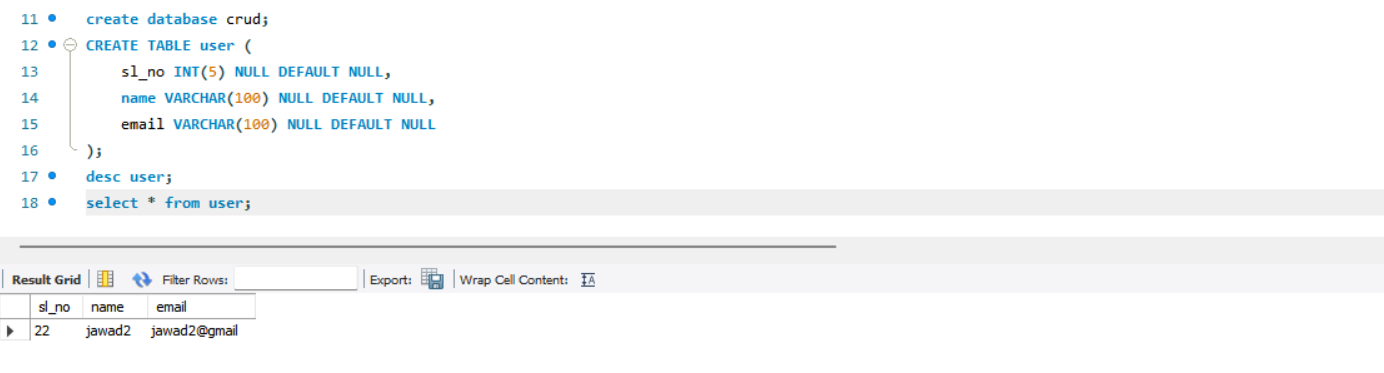 11 create database crud;
12 CREATE TABLE user (
13 sl_no INT(5) NULL DEFAULT NULL,
14 name VARCHAR(100) NULL DEFAULT NULL,
15 email VARCHAR(100) NULL DEFAULT NULL
16 );
17 desc user;
18 select * from user;
Result Grid Filter Rows: Export: Wrap Cell Content: IA
sl_no name email
22 jawad2 jawad2@gmail